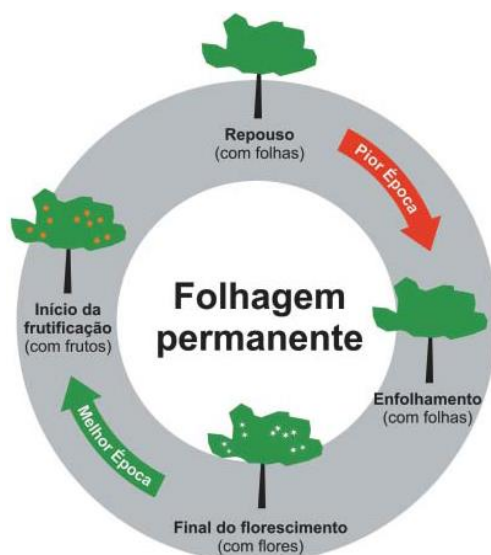 Repouso
(com folhas)
Pior Época
Folhagem
permanente
Enfolhamento
(com folhas)
Final do florescimento
(com flores)
Melhor Época
Início da
frutificação
(com frutos)